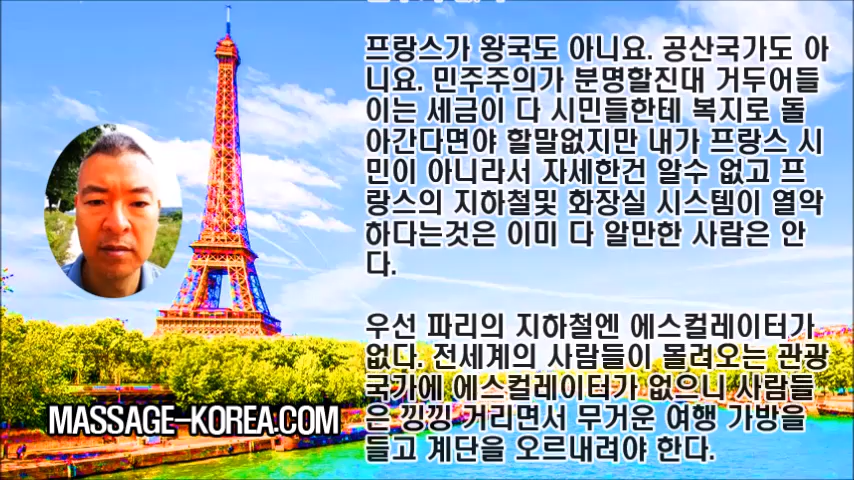 프랑스가 왕국도 아니요. 공산국가도 아
니요. 민주주의가 분명할진대 거두어들
이는 세금이 다 시민들한테 복지로 돌
아간다면야 할말없지만 내가 프랑스 시
민이 아니라서 자세한건 알수 없고 프
랑스의 지하철및 화장실 시스템이 열악
하다는것은 이미 다 알만한 사람은 안
다.
우선 파리의 지하철엔 에스컬레이터가
없다. 전세계의 사람들이 몰려오는 관광
국가에 에스컬레이터가 없으니 사람들
은 낑낑 거리면서 무거운 여행 가방을
들고 계단을 오르내려야 한다.
MASSAGE-KOREA.COM